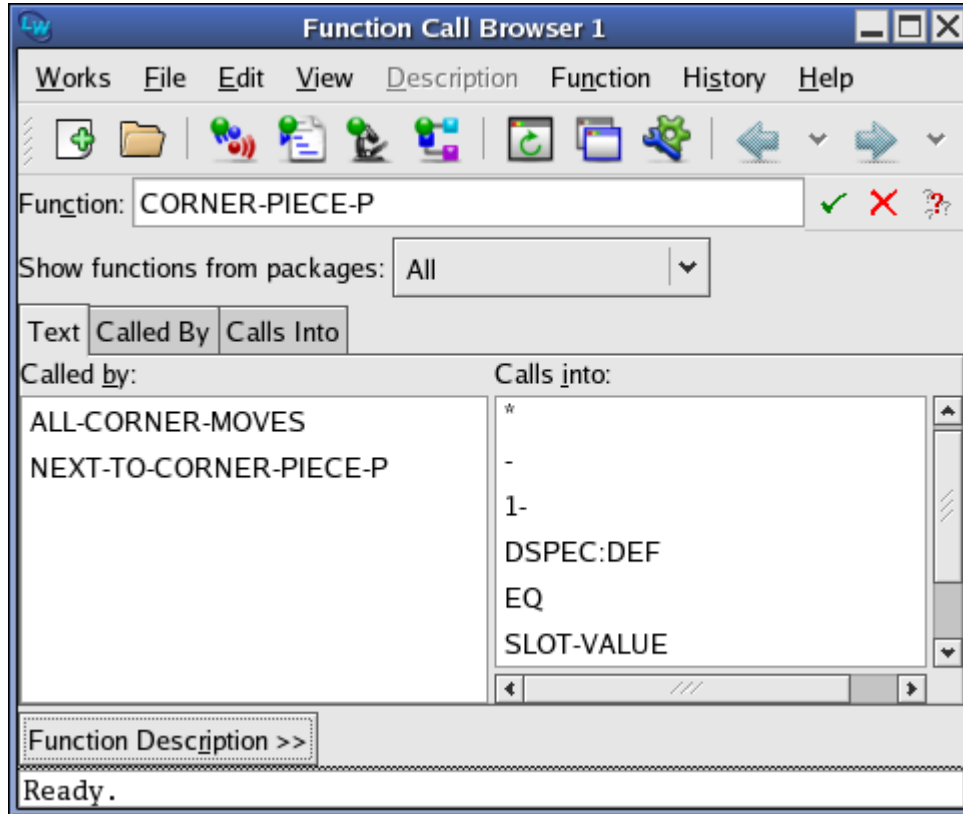 LW Function Call Browser 1
Works File Edit View Description Function History Help
Function: CORNER-PIECE-P
Show functions from packages: All
Text Called By Calls Into
Called by:
ALL-CORNER-MOVES
NEXT-TO-CORNER-PIECE-P
Calls into:
*
-
1-
DSPEC:DEF
EQ
SLOT-VALUE
Function Description >>
Ready.